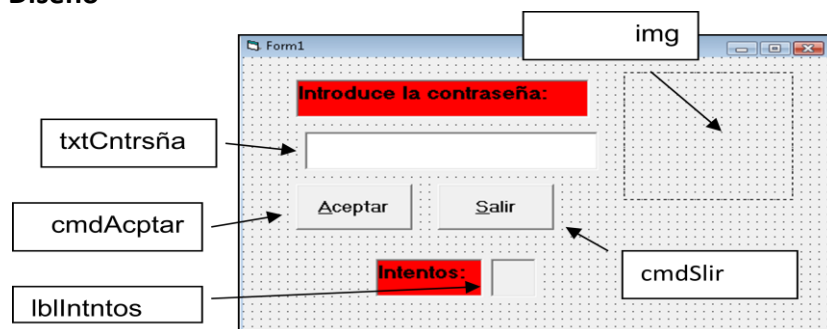 Diseño
img
Form1
Introduce la contraseña:
txtCntrsña
Aceptar
Salir
cmdAcptar
cmdSlir
Intentos:
lblIntntos